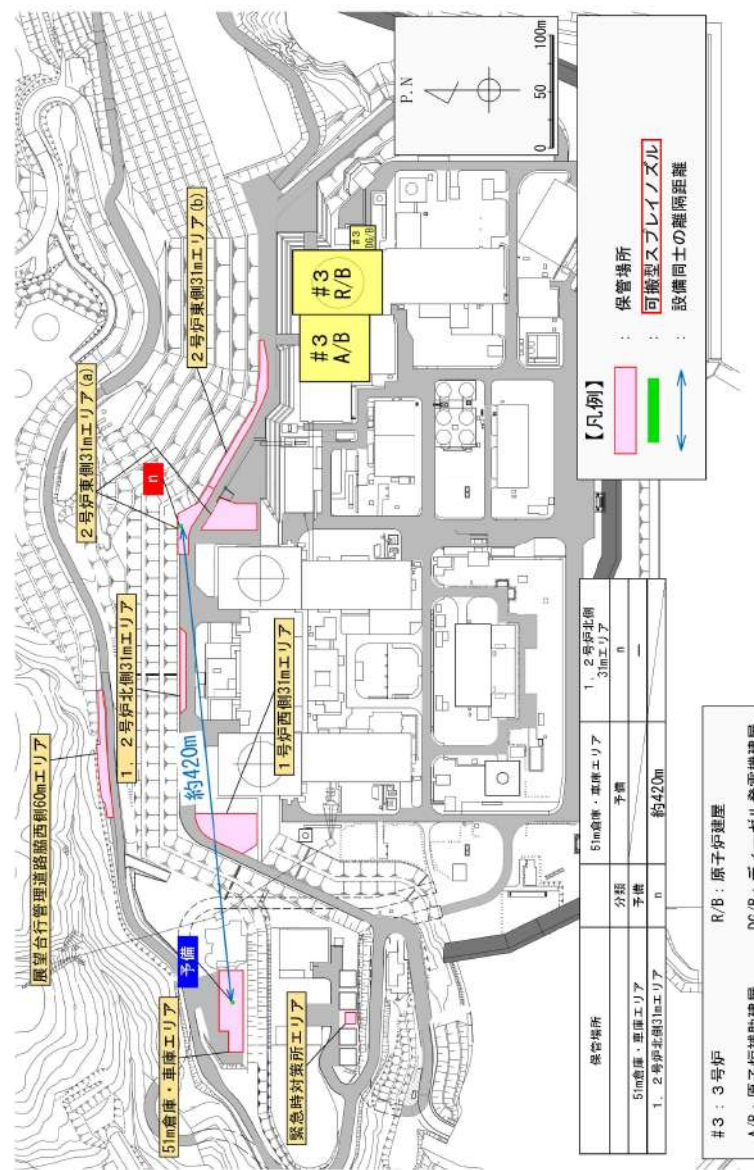 展望台行管理道路脇西側60mエリア
51m倉庫・車庫エリア
予備
緊急時対策所エリア
1号炉西側31mエリア
1，2号炉北側31mエリア
約420m
2号炉東側31mエリア(a)
n
2号炉東側31mエリア(b)
#3
A/B
#3
R/B
#3
DG/B
P.N
0 50 100m
【凡例】
： 保管場所
： 可搬型スプレイノズル
： 設備同士の離隔距離
保管場所 51m倉庫・車庫エリア 1，2号炉北側
31mエリア
分類 予備 n
51m倉庫・車庫エリア 予備 ―
1，2号炉北側31mエリア n 約420m
#3：3号炉 R/B：原子炉建屋
A/B：原子炉補助建屋 DG/B：ディーゼル発電機建屋